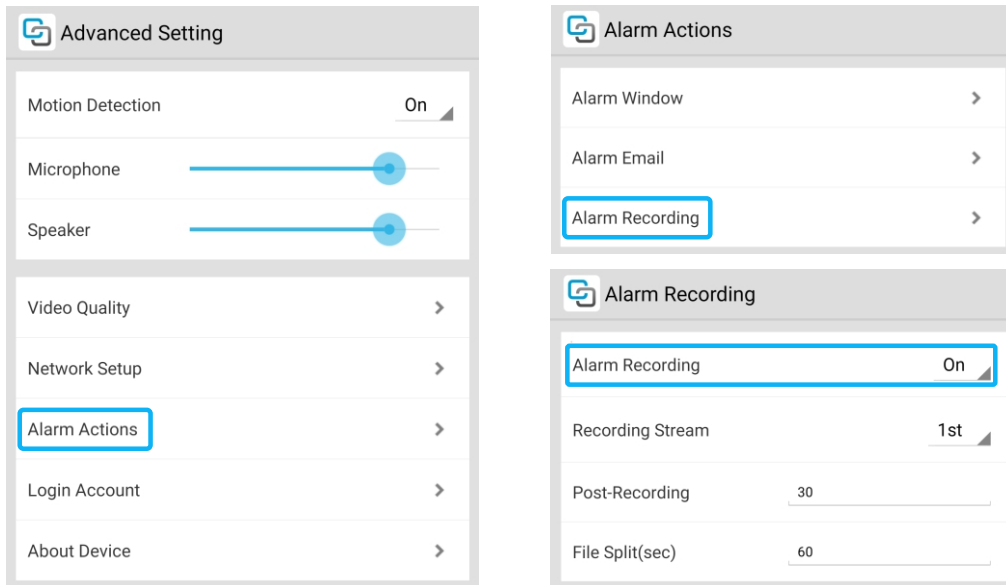 Advanced Setting
Motion Detection On
Microphone
Speaker
Video Quality
Network Setup
Alarm Actions
Login Account
About Device
Alarm Actions
Alarm Window
Alarm Email
Alarm Recording
Alarm Recording
Alarm Recording On
Recording Stream 1st
Post-Recording 30
File Split(sec) 60